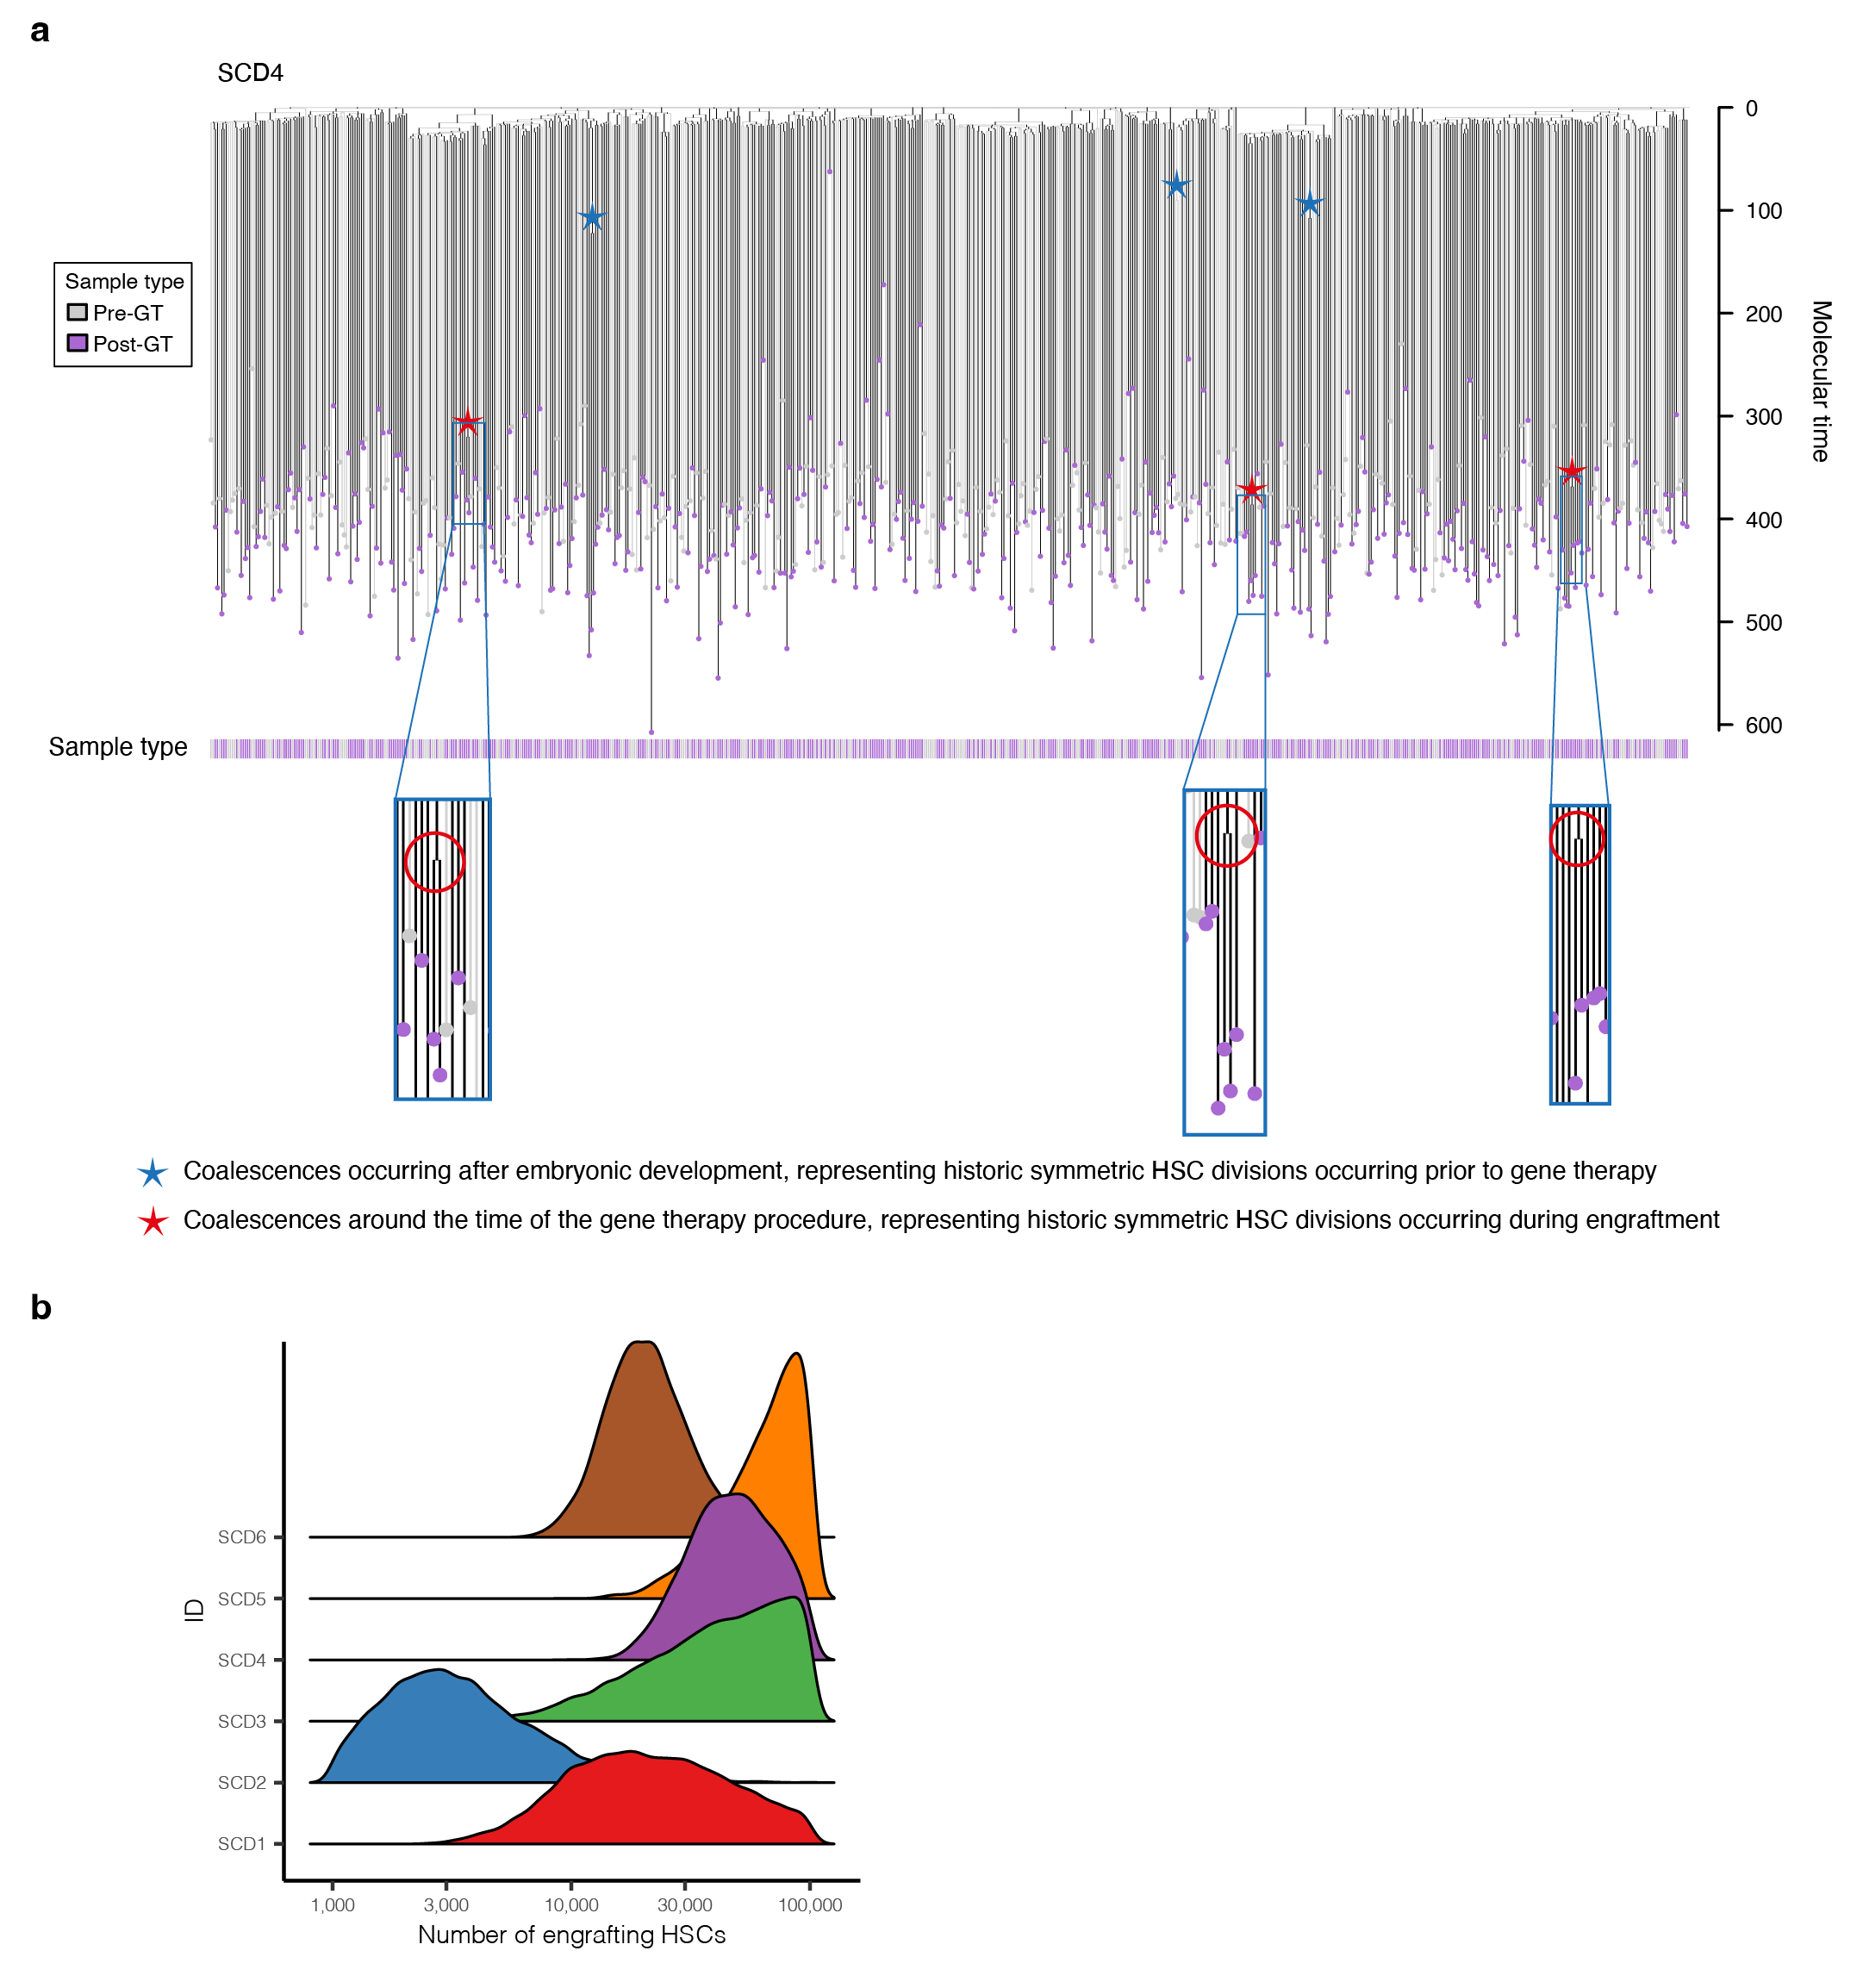 a
SCD4
0
100
200
300
400
500
600
Molecular time
Sample type
Pre-GT
Post-GT
Sample type
Coalescences occurring after embryonic development, representing historic symmetric HSC divisions occurring prior to gene therapy
Coalescences around the time of the gene therapy procedure, representing historic symmetric HSC divisions occurring during engraftment
b
ID
SCD6
SCD5
SCD4
SCD3
SCD2
SCD1
1,000
3,000
10,000
30,000
100,000
Number of engrafting HSCs